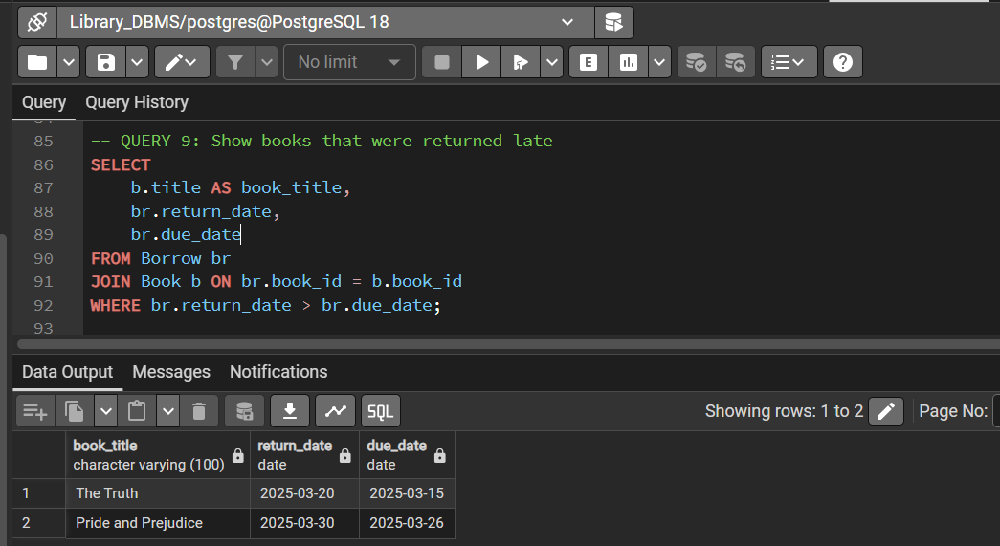 Library_DBMS/postgres@PostgreSQL 18
No limit
E
Query Query History
85 -- QUERY 9: Show books that were returned late
86 SELECT
87 b.title AS book_title,
88 br.return_date,
89 br.due_date
90 FROM Borrow br
91 JOIN Book b ON br.book_id = b.book_id
92 WHERE br.return_date > br.due_date;
93
Data Output Messages Notifications
SQL Showing rows: 1 to 2 Page No:
book_title return_date due_date
character varying (100) date date
1 The Truth 2025-03-20 2025-03-15
2 Pride and Prejudice 2025-03-30 2025-03-26